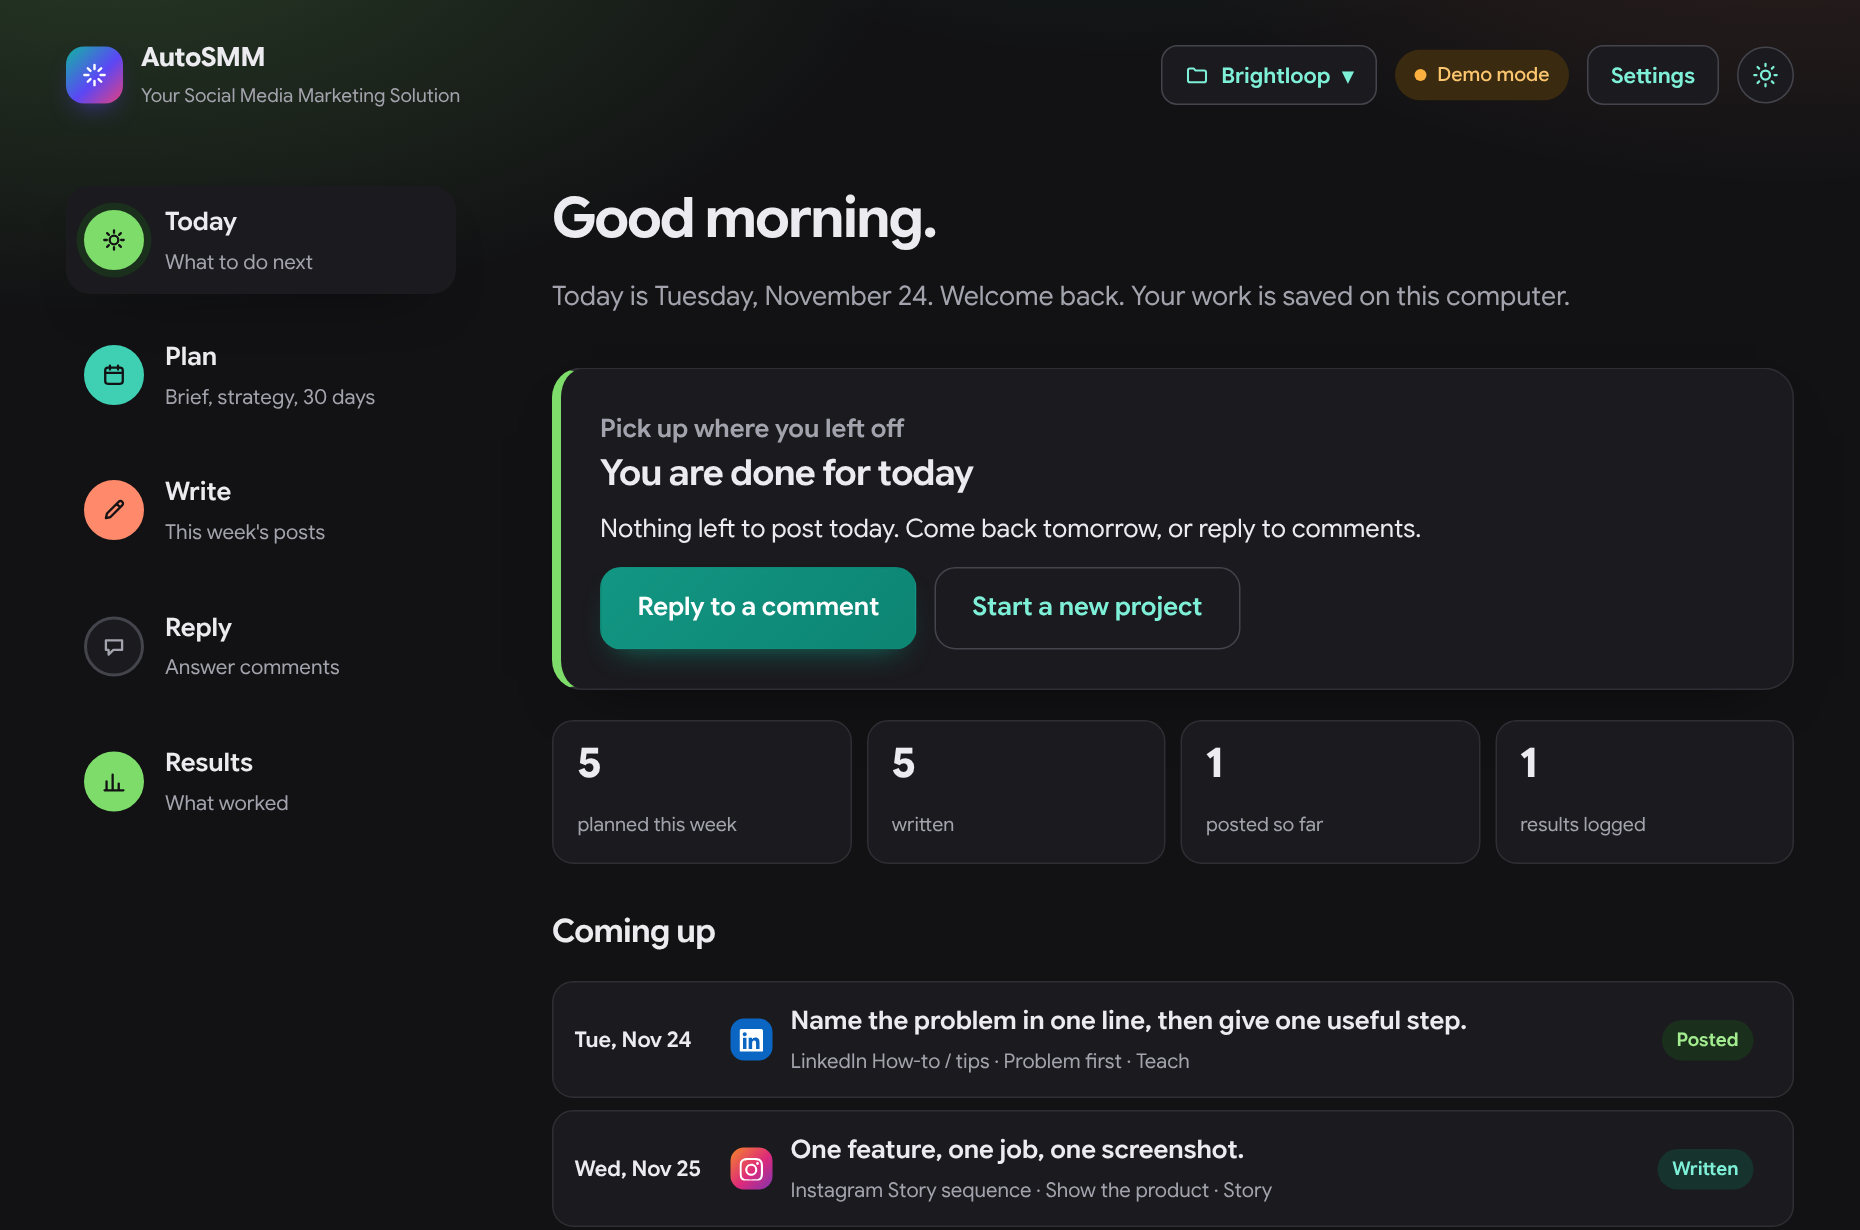 AutoSMM
Your Social Media Marketing Solution
Brightloop ▼
Demo mode
Settings
Today
What to do next
Plan
Brief, strategy, 30 days
Write
This week's posts
Reply
Answer comments
Results
What worked
Good morning.
Today is Tuesday, November 24. Welcome back. Your work is saved on this computer.
Pick up where you left off
You are done for today
Nothing left to post today. Come back tomorrow, or reply to comments.
Reply to a comment
Start a new project
5
planned this week
5
written
1
posted so far
1
results logged
Coming up
Tue, Nov 24
in
Name the problem in one line, then give one useful step.
LinkedIn How-to / tips · Problem first · Teach
Posted
Wed, Nov 25
One feature, one job, one screenshot.
Instagram Story sequence · Show the product · Story
Written